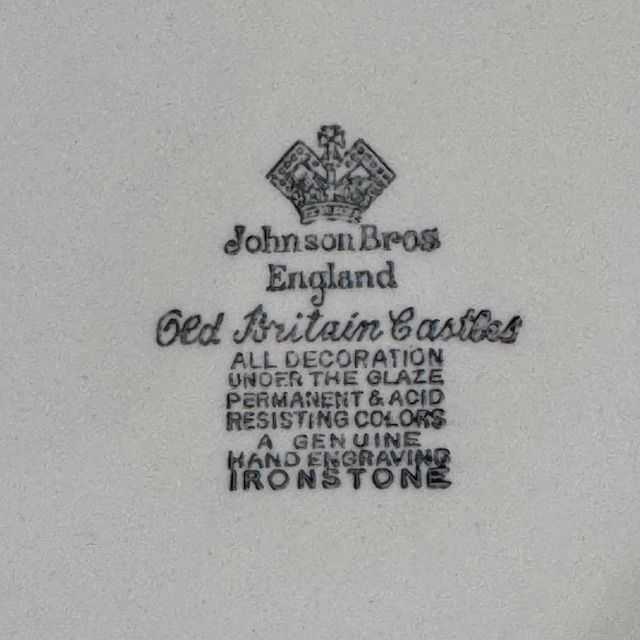 Johnson Bros
England
Old Britain Castles
ALL DECORATION
UNDER THE GLAZE
PERMANENT & ACID
RESISTING COLORS
A GENUINE
HAND ENGRAVING
IRONSTONE